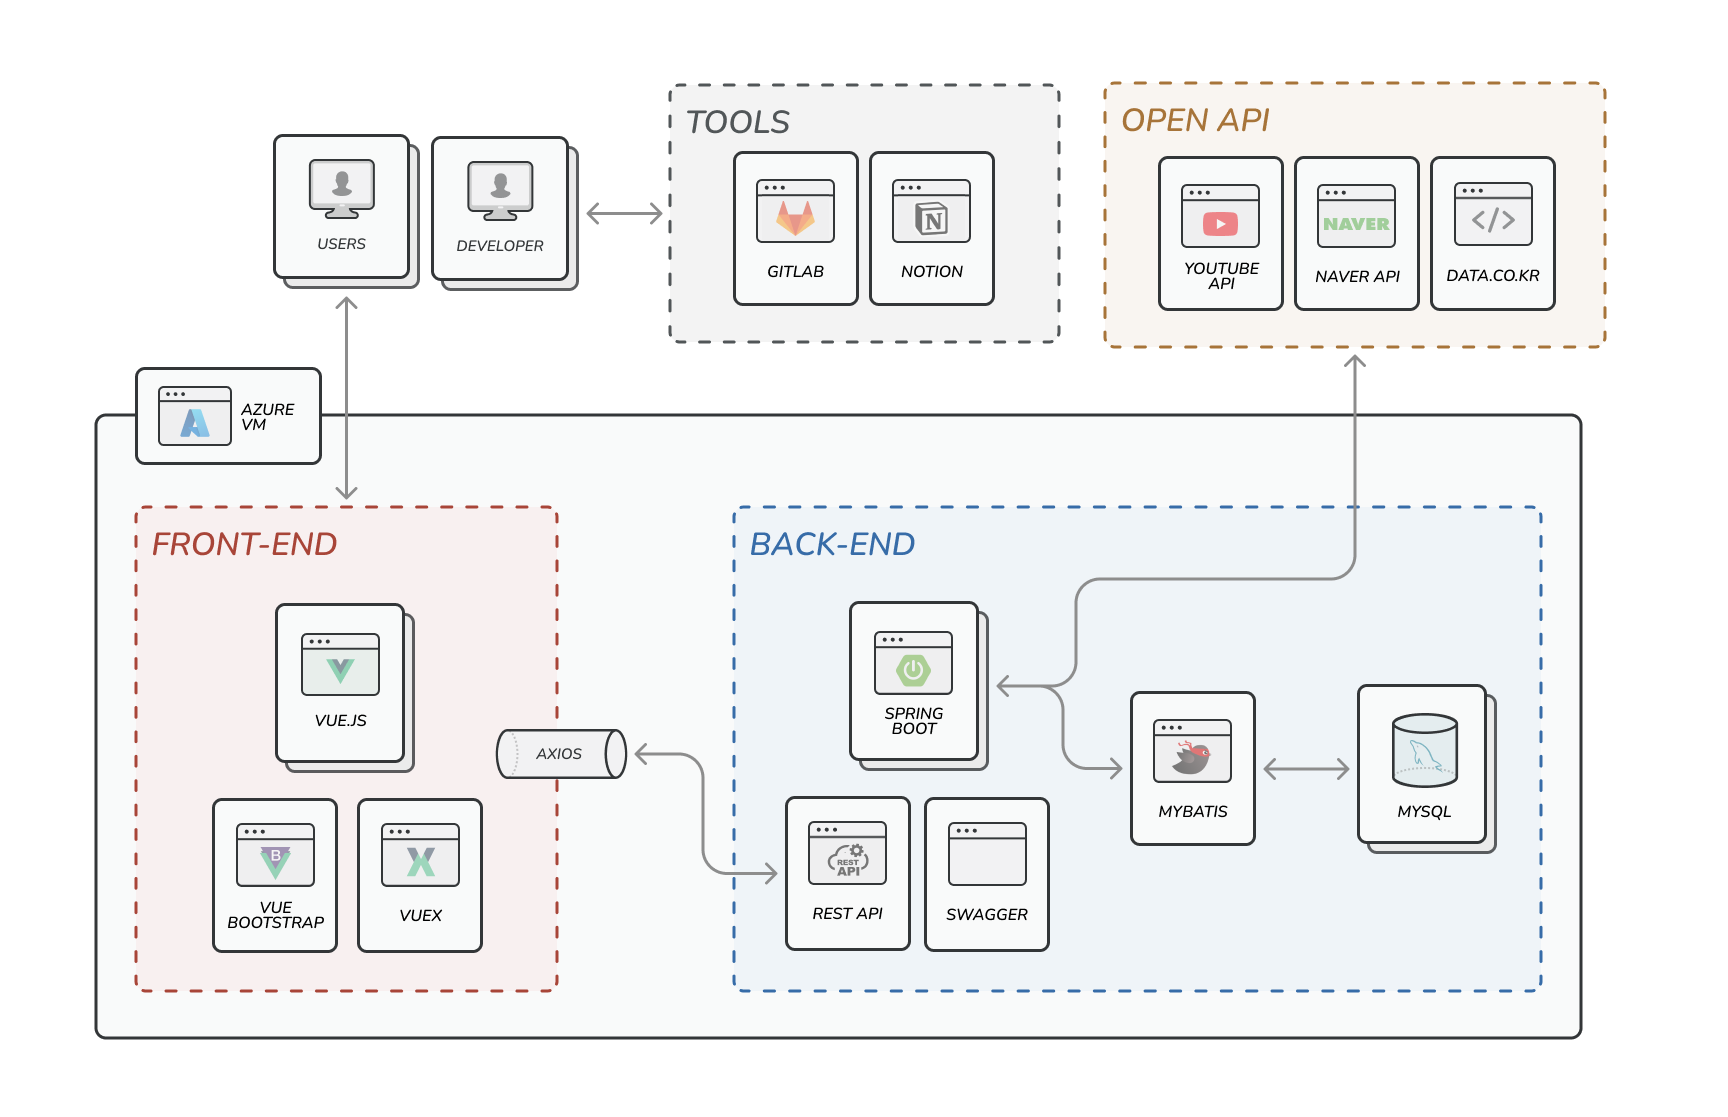 TOOLS
OPEN API
USERS
DEVELOPER
GITLAB
N
NOTION
YOUTUBE
API
NAVER
NAVER API
</>
DATA.CO.KR
AZURE
VM
FRONT-END
BACK-END
VUE.JS
SPRING
BOOT
AXIOS
MYBATIS
MYSQL
B
VUE
BOOTSTRAP
VUEX
REST
API
REST API
SWAGGER